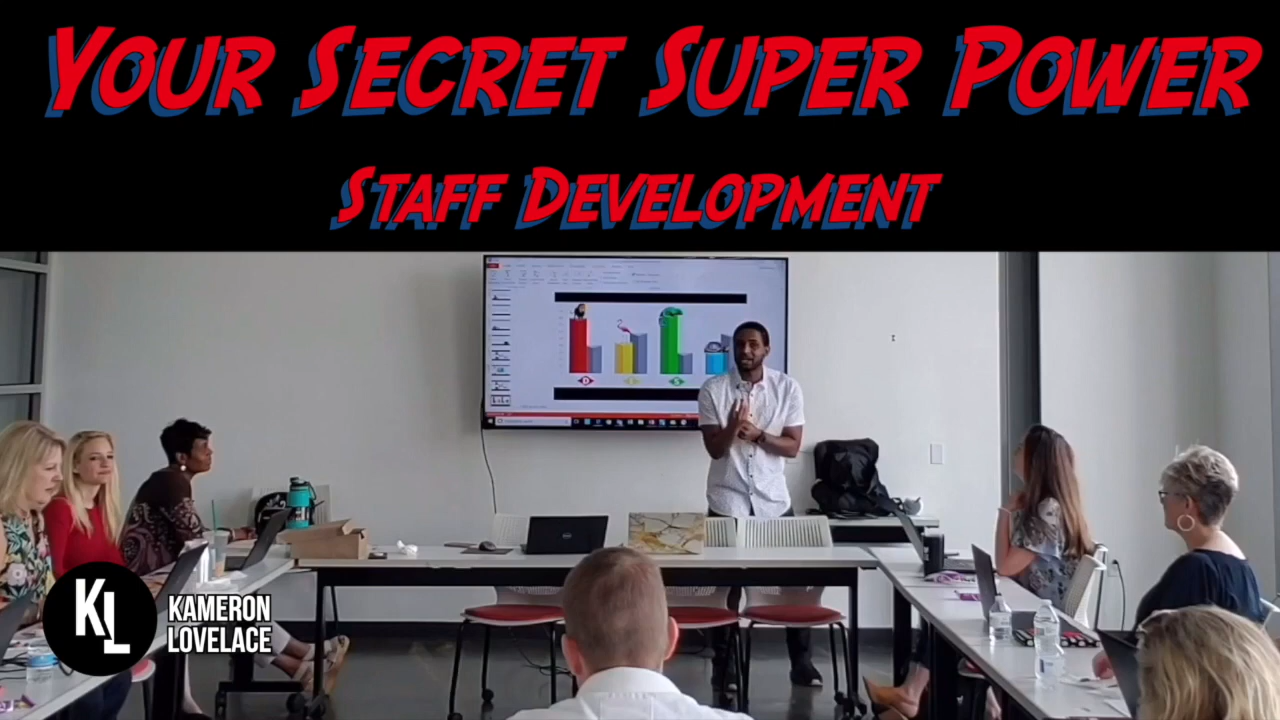 YOUR SECRET SUPER POWER
STAFF DEVELOPMENT
D
I
S
KL
KAMERON
LOVELACE